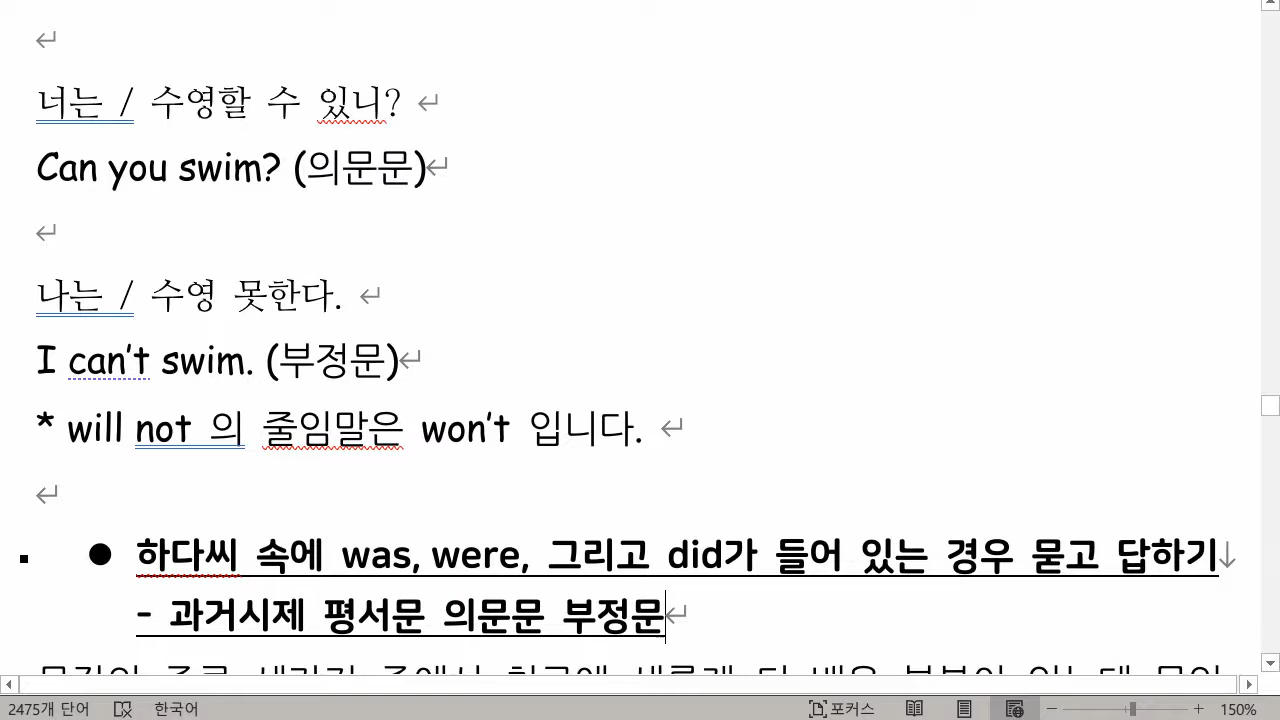 너는 / 수영할 수 있니?
Can you swim? (의문문)
나는 / 수영 못한다.
I can't swim. (부정문)
* will not 의 줄임말은 won't 입니다.
● 하다씨 속에 was, were, 그리고 did가 들어 있는 경우 묻고 답하기
- 과거시제 평서문 의문문 부정문
2475개 단어 한국어 포커스 150%